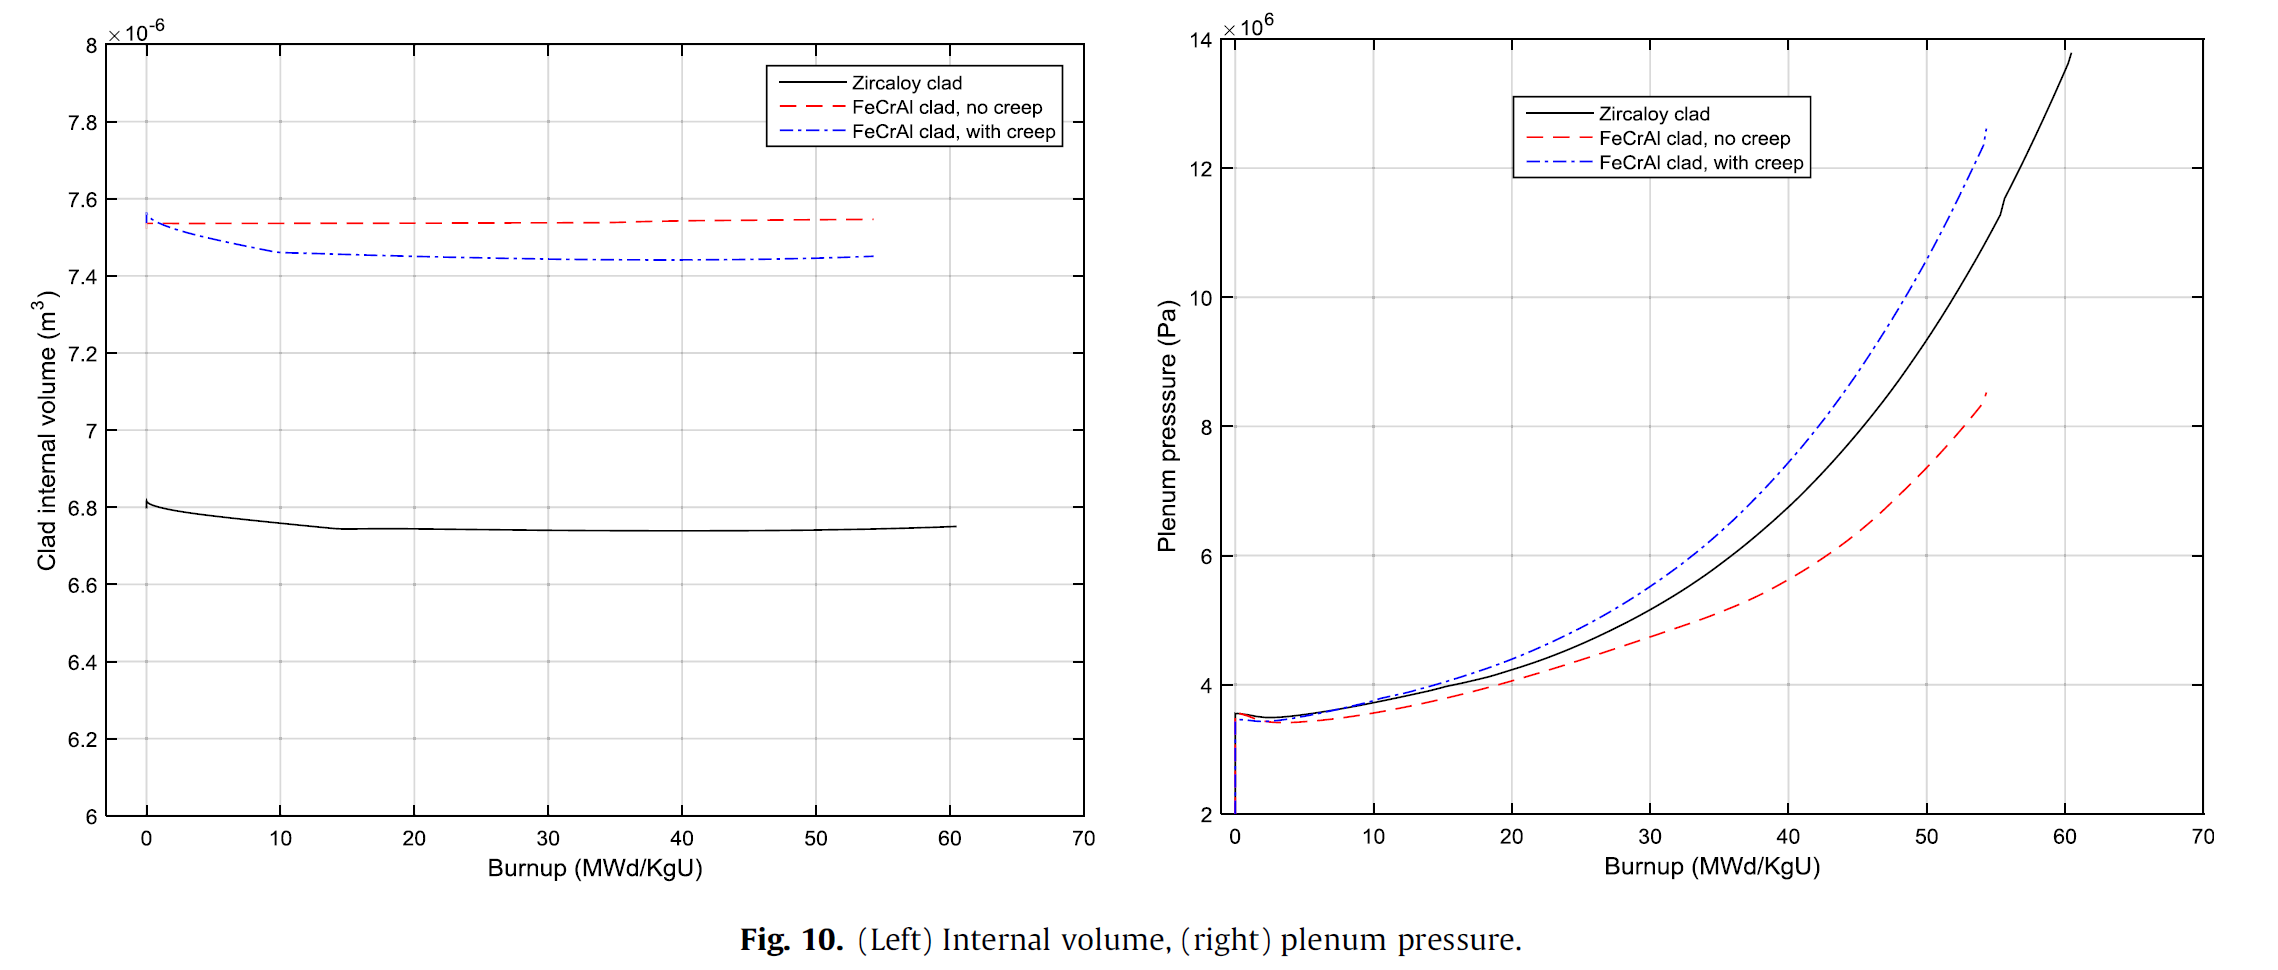 ×10-6
8
7.8
7.6
7.4
7.2
7
6.8
6.6
6.4
6.2
6
Clad internal volume (m3)
Zircaloy clad
FeCrAl clad, no creep
FeCrAl clad, with creep
0 10 20 30 40 50 60 70
Burnup (MWd/KgU)
×106
14
12
10
8
6
4
2
Plenum presssure (Pa)
Zircaloy clad
FeCrAl clad, no creep
FeCrAl clad, with creep
0 10 20 30 40 50 60 70
Burnup (MWd/KgU)
Fig. 10. (Left) Internal volume, (right) plenum pressure.